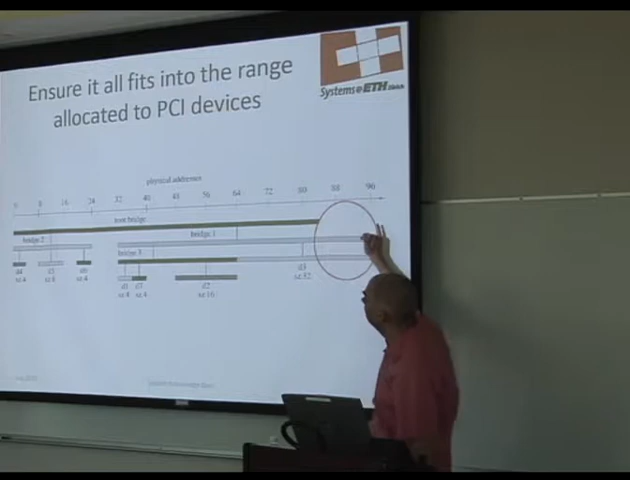 Ensure it all fits into the range
allocated to PCI devices
Systems@ETH Zürich
physical addresses
0 8 16 24 32 40 48 56 64 72 80 88 96
root bridge
bridge 2 bridge 1
bridge 3
d4 d5 d6 d1 d7 d2 d3
sz:4 sz:8 sz:4 sz:8 sz:4 sz:16 sz:32